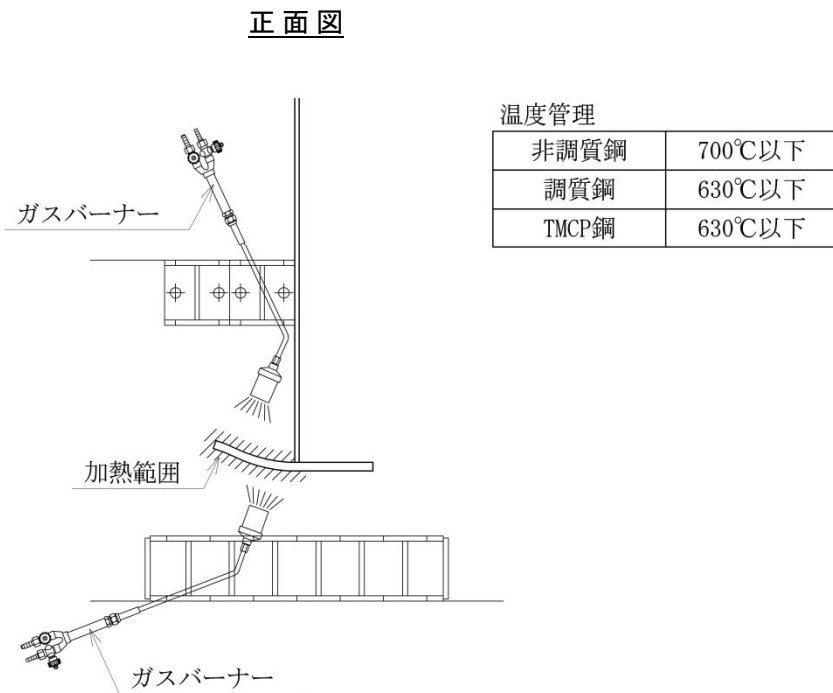 正面図
温度管理
非調質鋼 700℃以下
調質鋼 630℃以下
TMCP鋼 630℃以下
ガスバーナー
加熱範囲
ガスバーナー